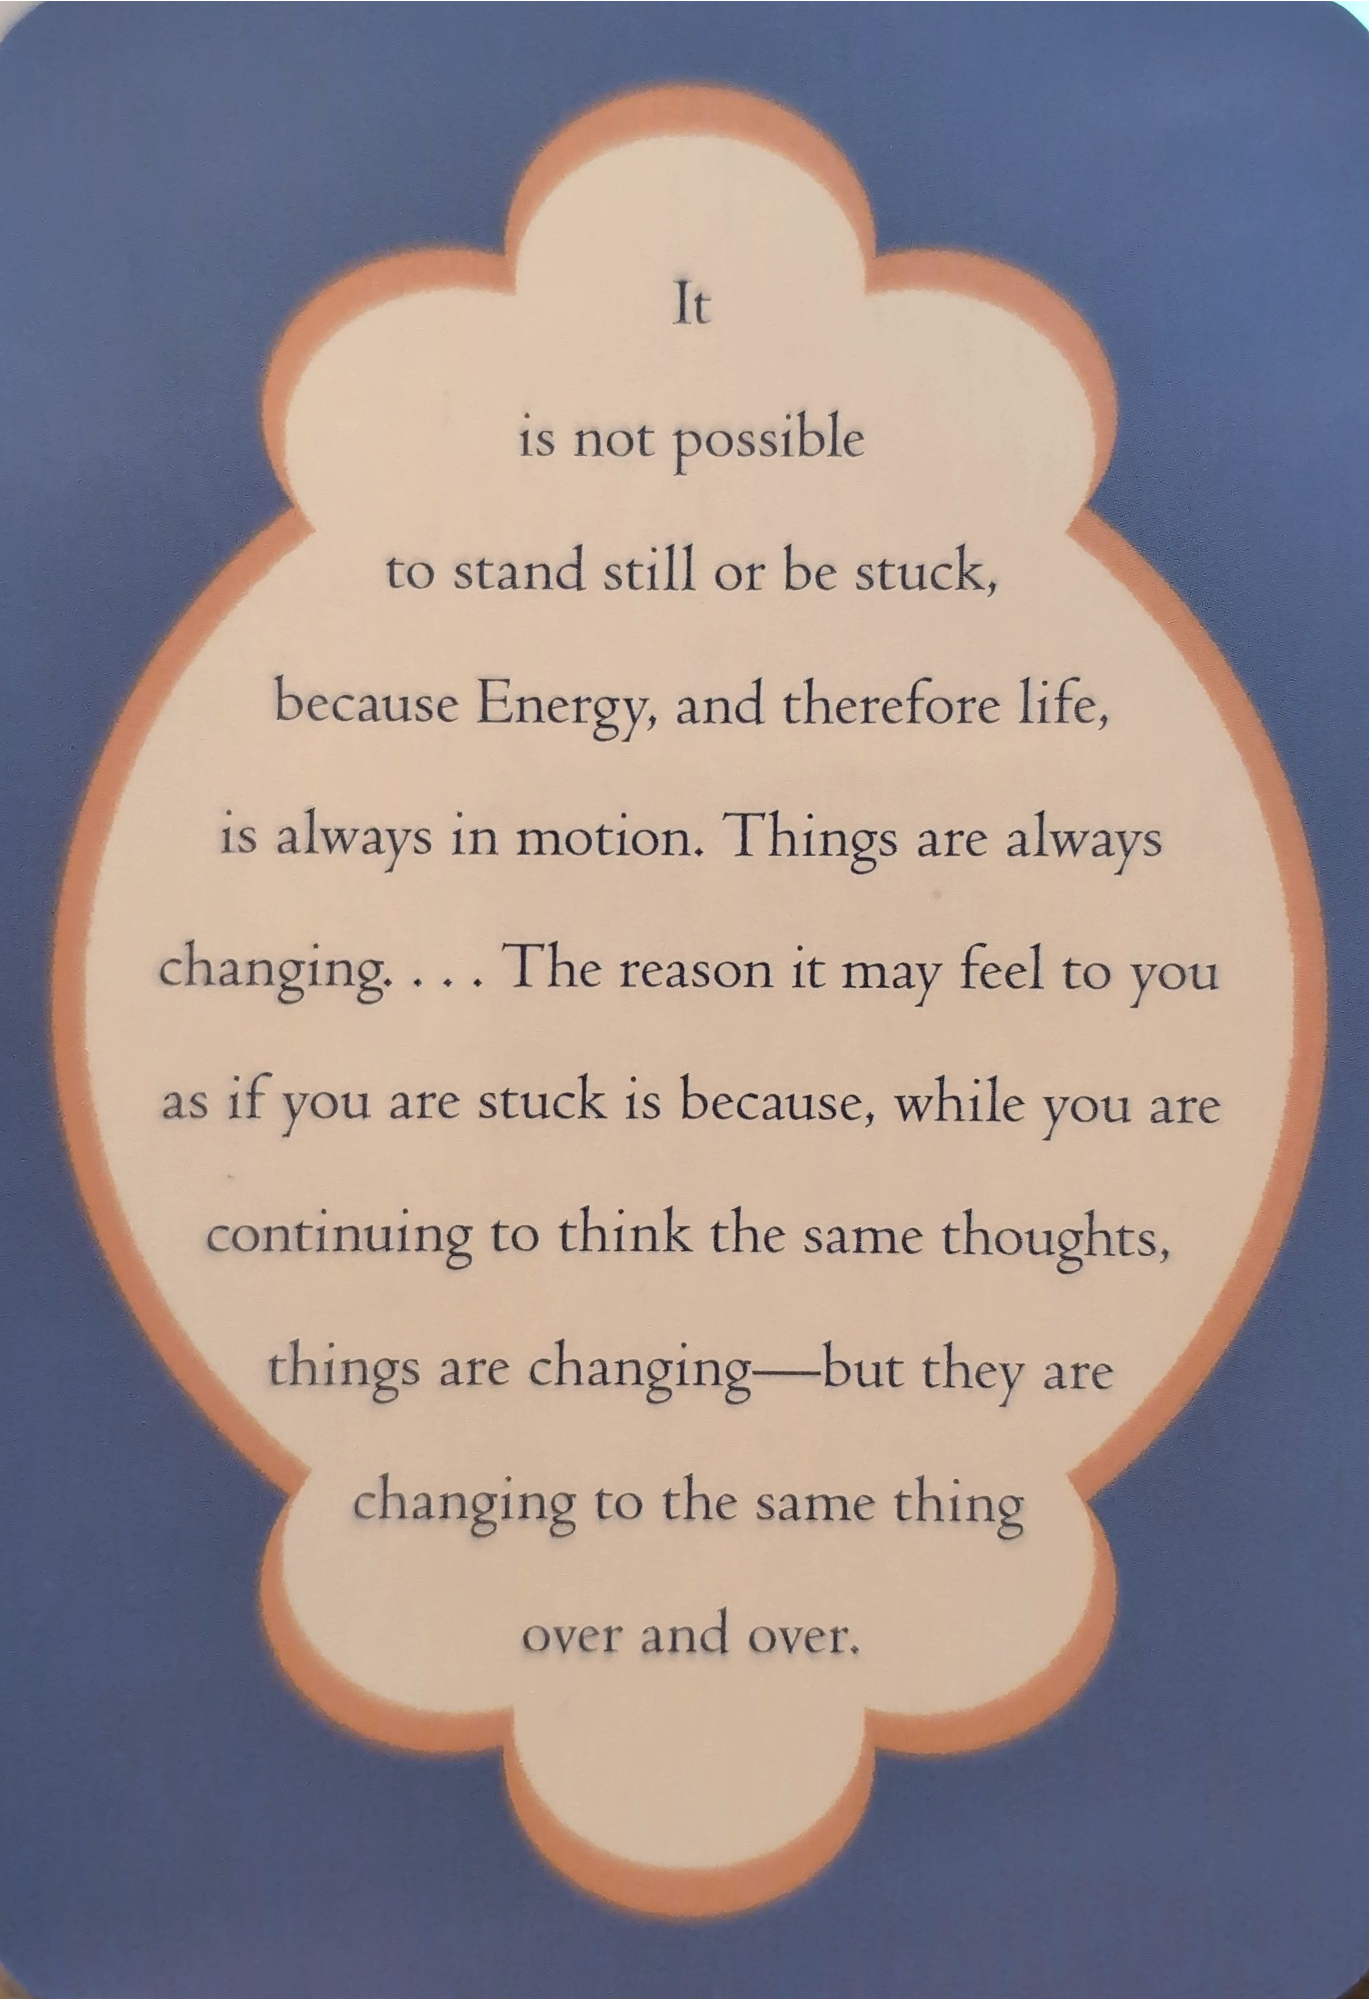 It
is not possible
to stand still or be stuck,
because Energy, and therefore life,
is always in motion. Things are always
changing. . . . The reason it may feel to you
as if you are stuck is because, while you are
continuing to think the same thoughts,
things are changing—but they are
changing to the same thing
over and over.